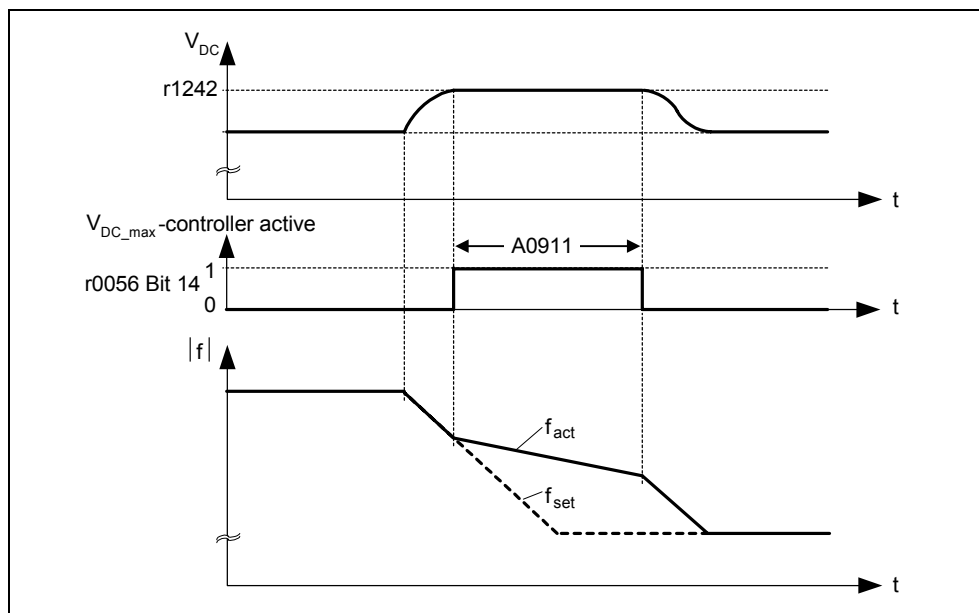 V_DC
r1242
t
V_DC_max-controller active
A0911
1
r0056 Bit 14
0
t
|f|
f_act
f_set
t